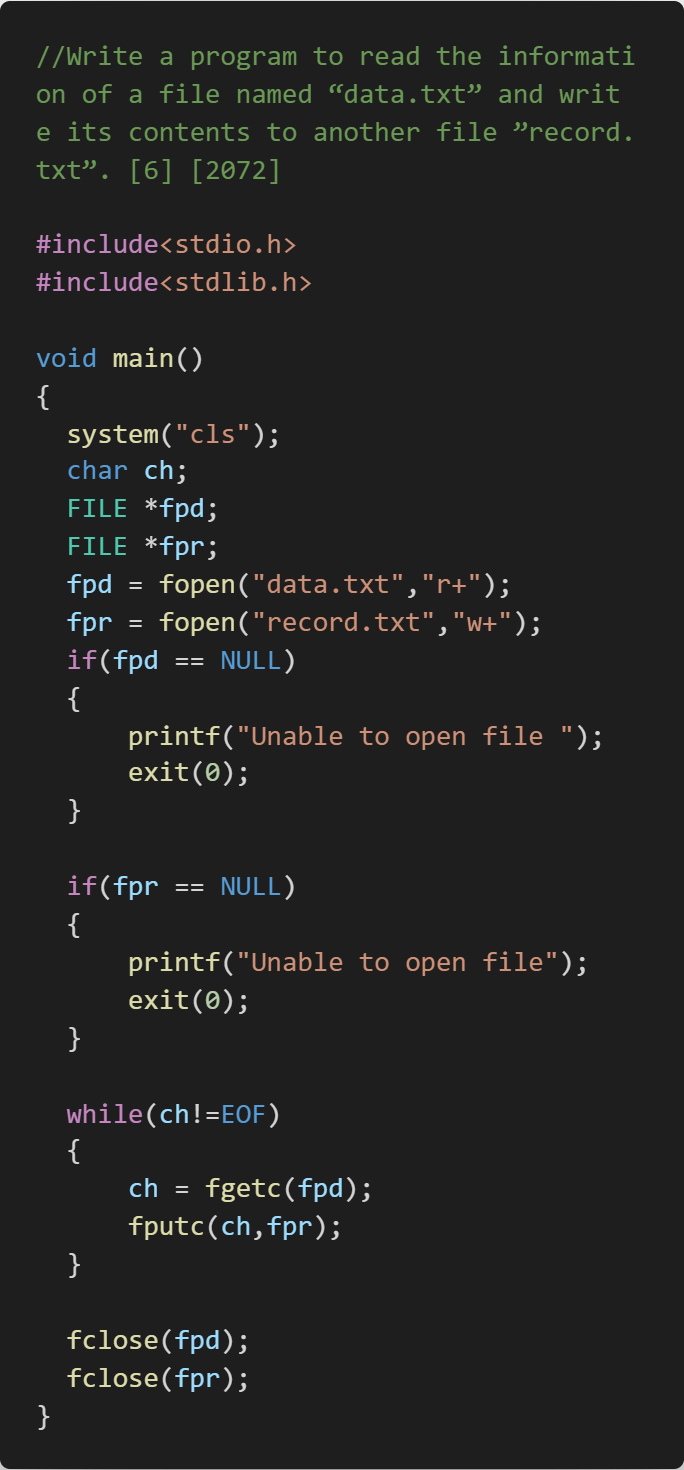 //Write a program to read the informati
on of a file named “data.txt” and writ
e its contents to another file ”record.
txt”. [6] [2072]

#include<stdio.h>
#include<stdlib.h>

void main()
{
  system("cls");
  char ch;
  FILE *fpd;
  FILE *fpr;
  fpd = fopen("data.txt","r+");
  fpr = fopen("record.txt","w+");
  if(fpd == NULL)
  {
      printf("Unable to open file ");
      exit(0);
  }

  if(fpr == NULL)
  {
      printf("Unable to open file");
      exit(0);
  }

  while(ch!=EOF)
  {
      ch = fgetc(fpd);
      fputc(ch,fpr);
  }

  fclose(fpd);
  fclose(fpr);
}